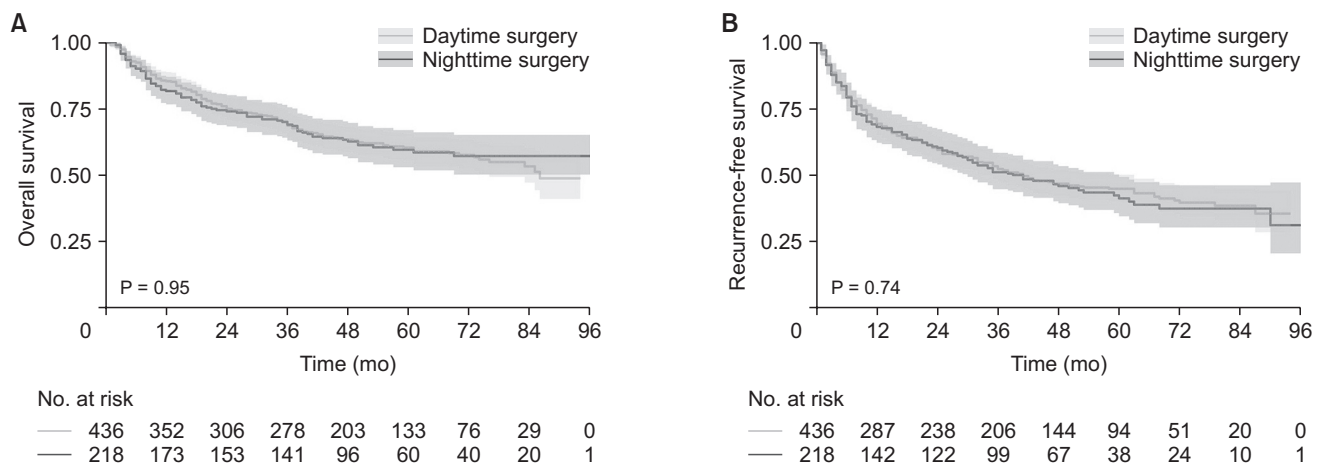 A
Overall survival
1.00
0.75
0.50
0.25
Daytime surgery
Nighttime surgery
P = 0.95
0 12 24 36 48 60 72 84 96
Time (mo)
No. at risk
436 352 306 278 203 133 76 29 0
218 173 153 141 96 60 40 20 1
B
Recurrence-free survival
1.00
0.75
0.50
0.25
Daytime surgery
Nighttime surgery
P = 0.74
0 12 24 36 48 60 72 84 96
Time (mo)
No. at risk
436 287 238 206 144 94 51 20 0
218 142 122 99 67 38 24 10 1